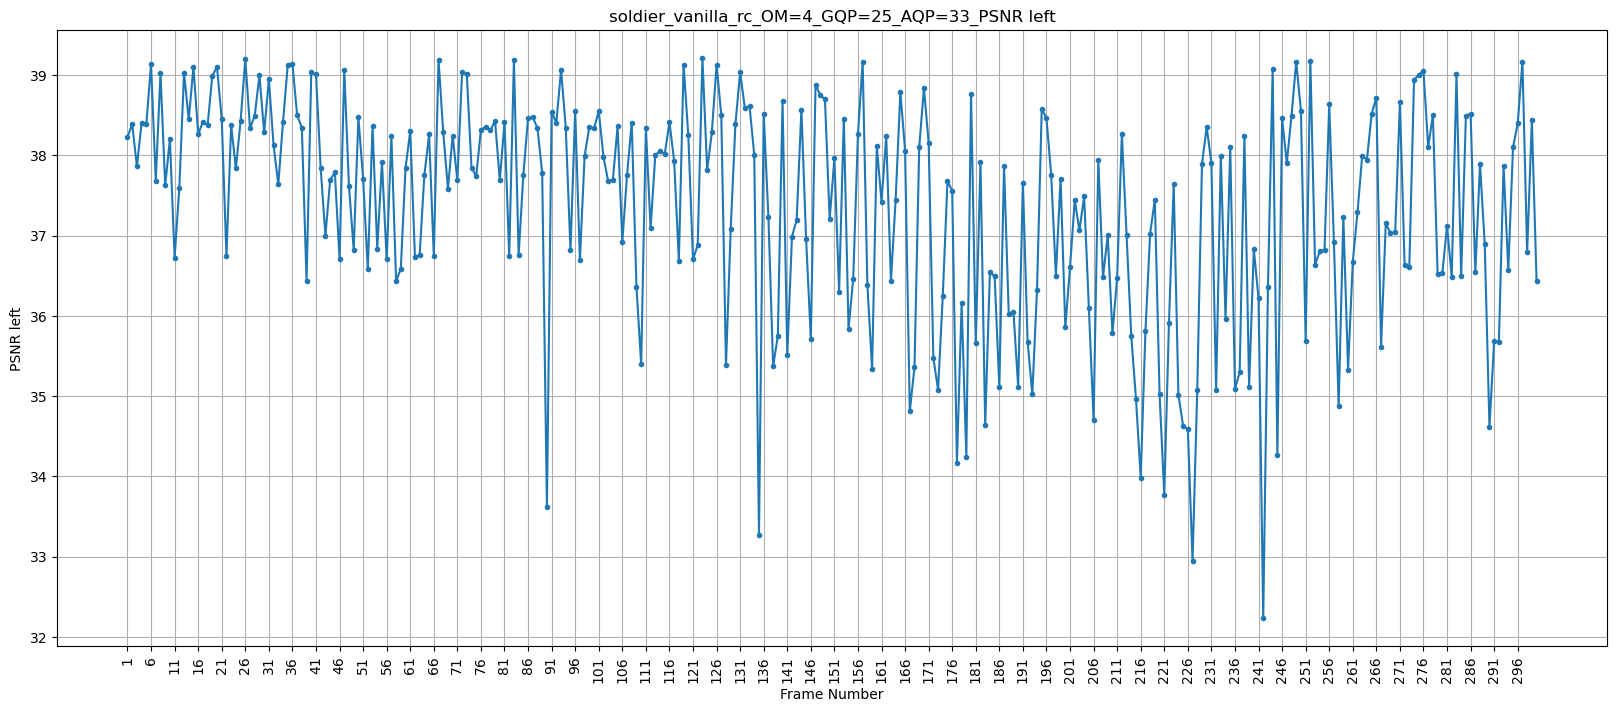 soldier_vanilla_rc_OM=4_GQP=25_AQP=33_PSNR left
PSNR left
39
38
37
36
35
34
33
32
1 6 11 16 21 26 31 36 41 46 51 56 61 66 71 76 81 86 91 96 101 106 111 116 121 126 131 136 141 146 151 156 161 166 171 176 181 186 191 196 201 206 211 216 221 226 231 236 241 246 251 256 261 266 271 276 281 286 291 296
Frame Number